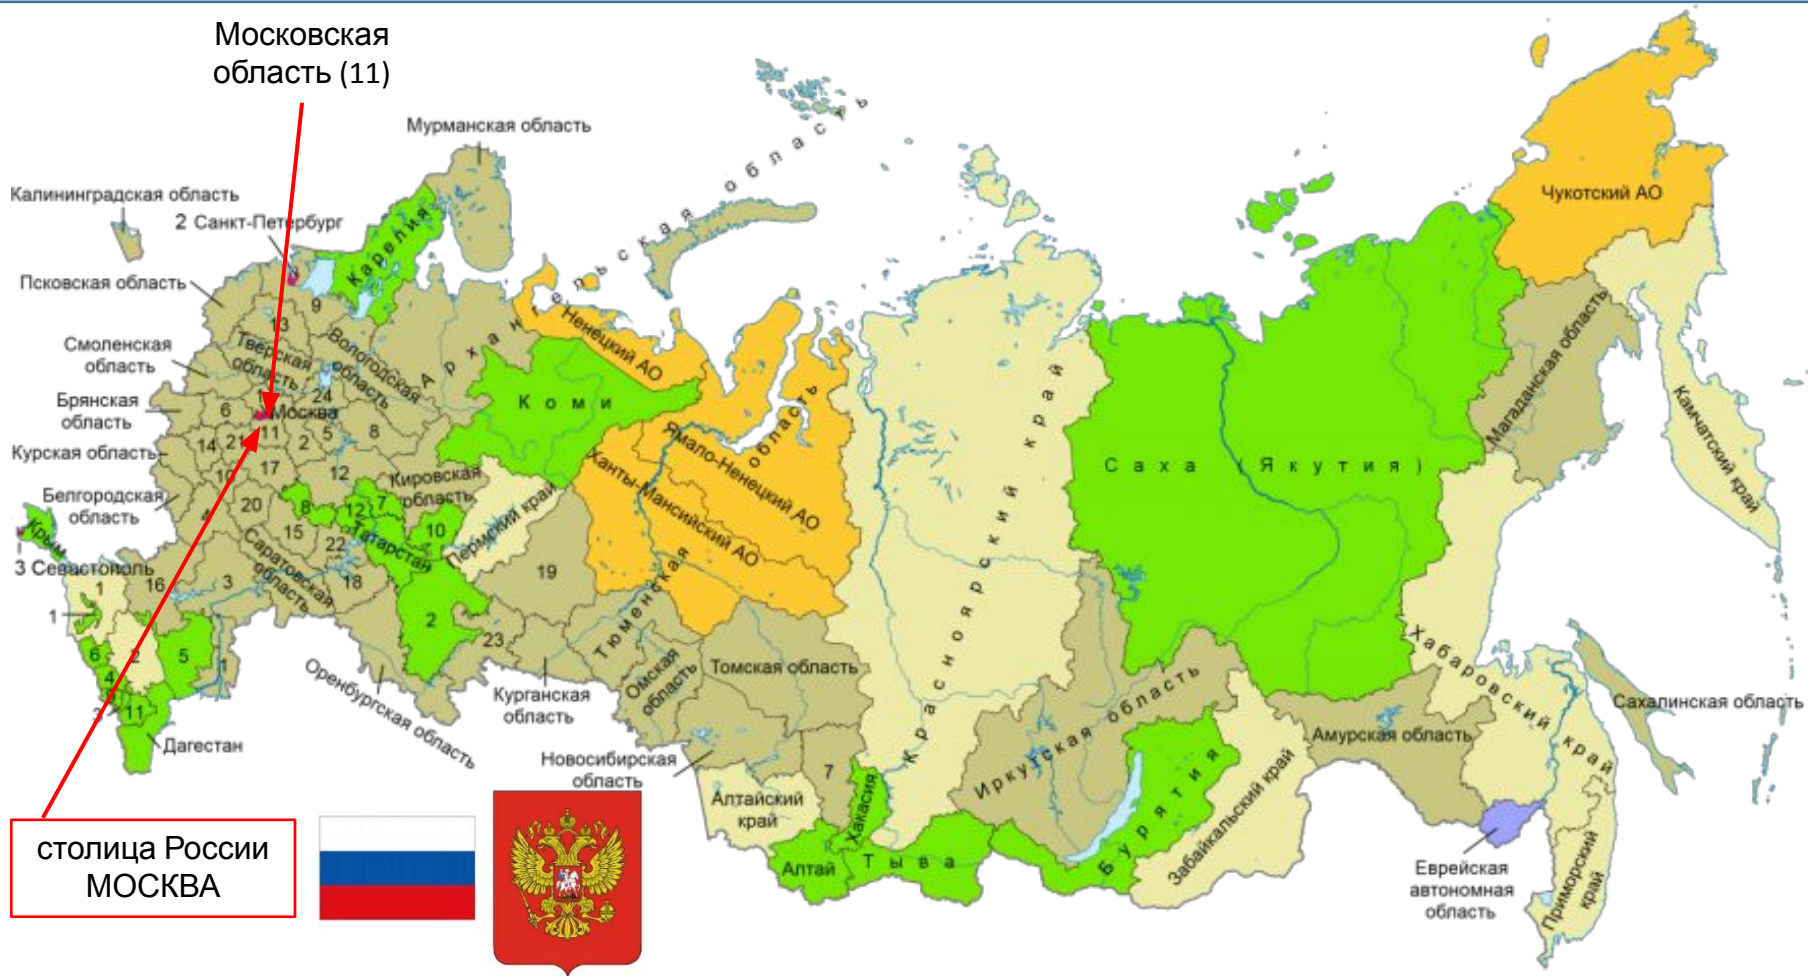 Московская
область (11)
Мурманская область
Архангельская область
Калининградская область
2 Санкт-Петербург
Карелия
Чукотский АО
Псковская область
9
13
Ненецкий АО
Смоленская
область
Тверская
область
Вологодская
область
Коми
Ямало-Ненецкий АО
Ханты-Мансийский АО
Тюменская
область
Красноярский край
Саха (Якутия)
Магаданская область
Камчатский край
Брянская
область
6
24
Москва
14
21
11
2
5
8
Курская область
10
17
12
Кировская
область
Пермский край
Белгородская
область
4
20
8
12
7
10
15
22
Татарстан
Крым
3 Севастополь
1
16
3
Саратовская
область
18
19
1
2
23
6
2
5
1
4
9
3
11
Дагестан
Оренбургская область
Курганская
область
Омская
область
Томская область
Новосибирская
область
7
Алтайский
край
Хакасия
Алтай
Тыва
Иркутская область
Бурятия
Забайкальский край
Амурская область
Хабаровский край
Сахалинская область
Еврейская
автономная
область
Приморский
край
столица России
МОСКВА